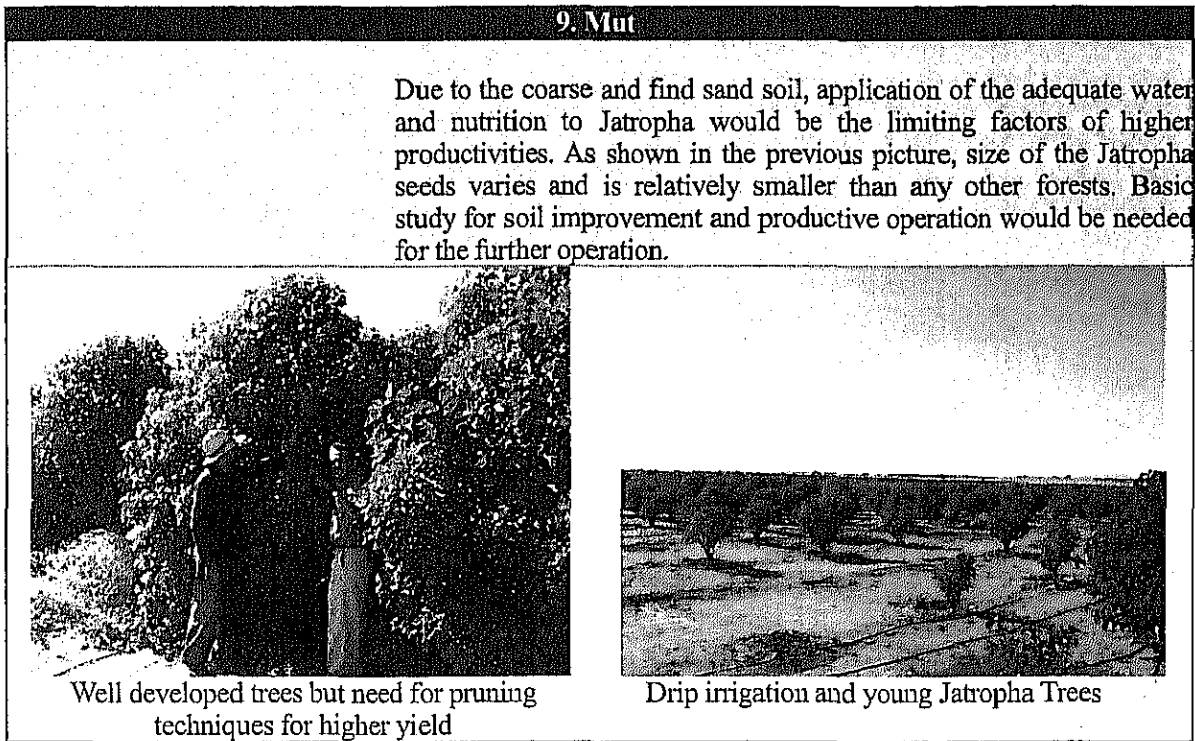 9. Mut
Due to the coarse and find sand soil, application of the adequate water
and nutrition to Jatropha would be the limiting factors of higher
productivities. As shown in the previous picture, size of the Jatropha
seeds varies and is relatively smaller than any other forests. Basic
study for soil improvement and productive operation would be needed
for the further operation.
Well developed trees but need for pruning
techniques for higher yield
Drip irrigation and young Jatropha Trees